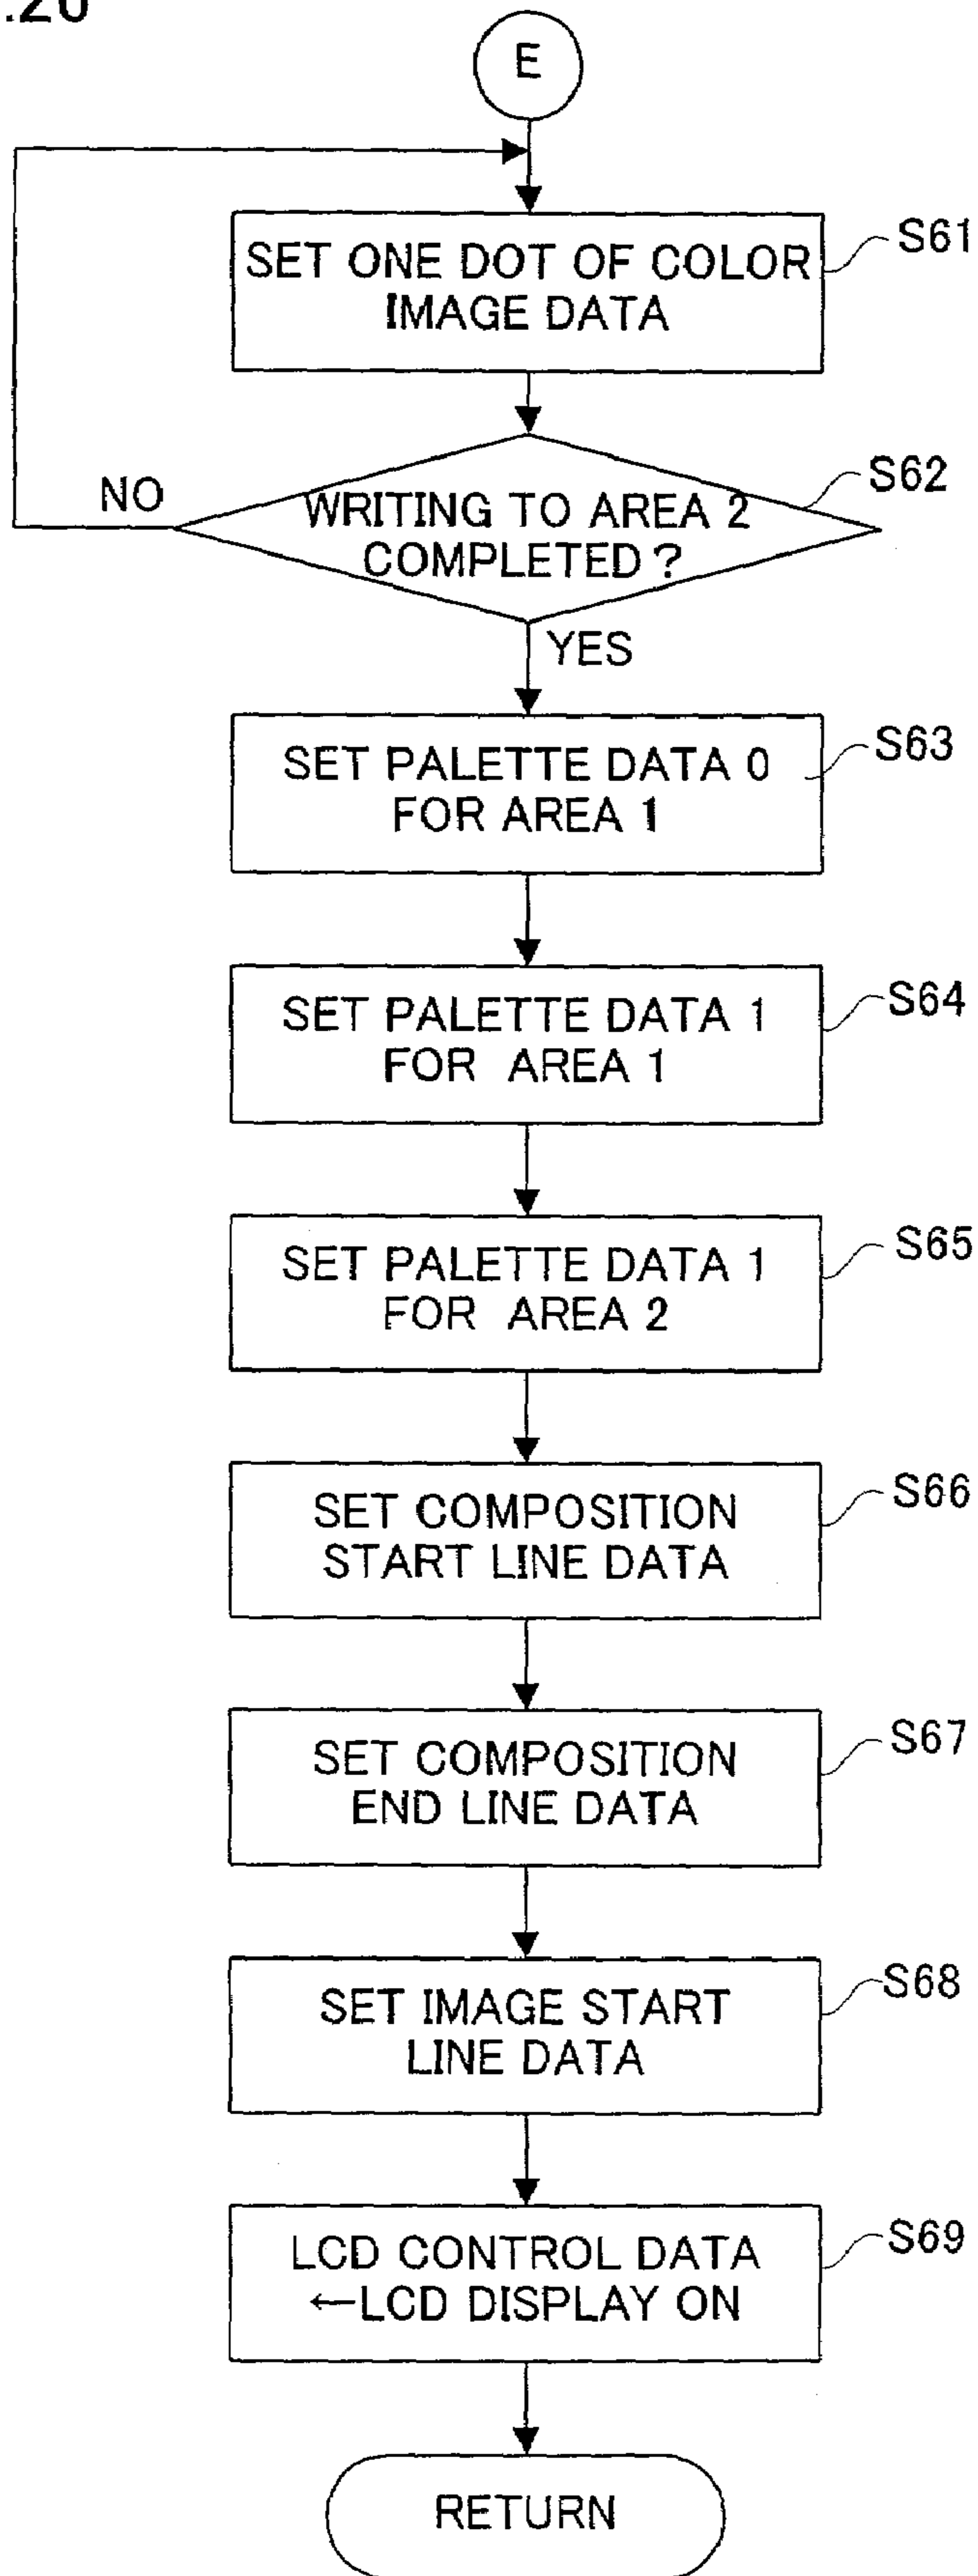 .20
E
SET ONE DOT OF COLOR
IMAGE DATA
S61
WRITING TO AREA 2
COMPLETED ?
S62
NO
YES
SET PALETTE DATA 0
FOR AREA 1
S63
SET PALETTE DATA 1
FOR AREA 1
S64
SET PALETTE DATA 1
FOR AREA 2
S65
SET COMPOSITION
START LINE DATA
S66
SET COMPOSITION
END LINE DATA
S67
SET IMAGE START
LINE DATA
S68
LCD CONTROL DATA
←LCD DISPLAY ON
S69
RETURN